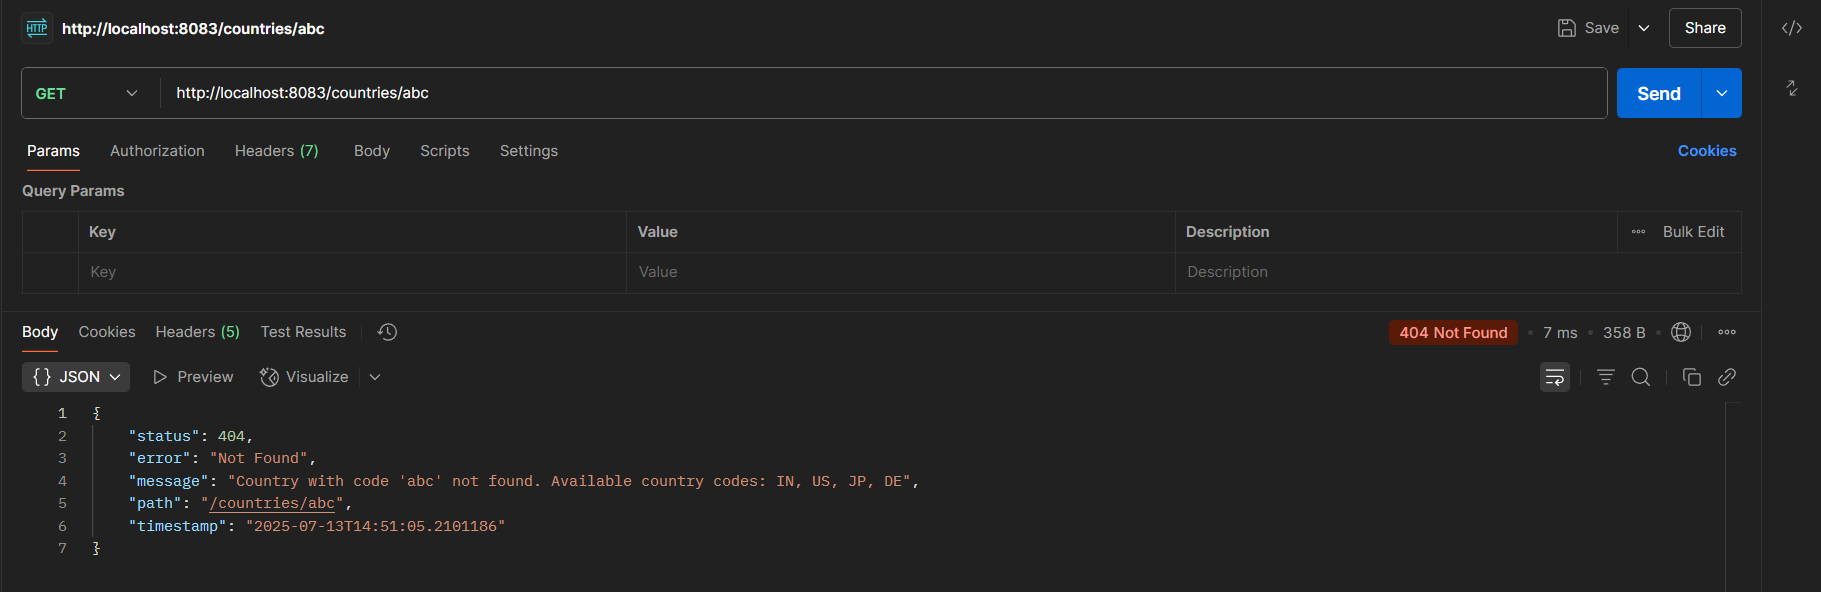 HTTP http://localhost:8083/countries/abc Save Share
GET http://localhost:8083/countries/abc Send
Params Authorization Headers (7) Body Scripts Settings Cookies
Query Params
Key Value Description Bulk Edit
Key Value Description
Body Cookies Headers (5) Test Results 404 Not Found • 7 ms • 358 B •
{} JSON Preview Visualize
1 {
2 "status": 404,
3 "error": "Not Found",
4 "message": "Country with code 'abc' not found. Available country codes: IN, US, JP, DE",
5 "path": "/countries/abc",
6 "timestamp": "2025-07-13T14:51:05.2101186"
7 }